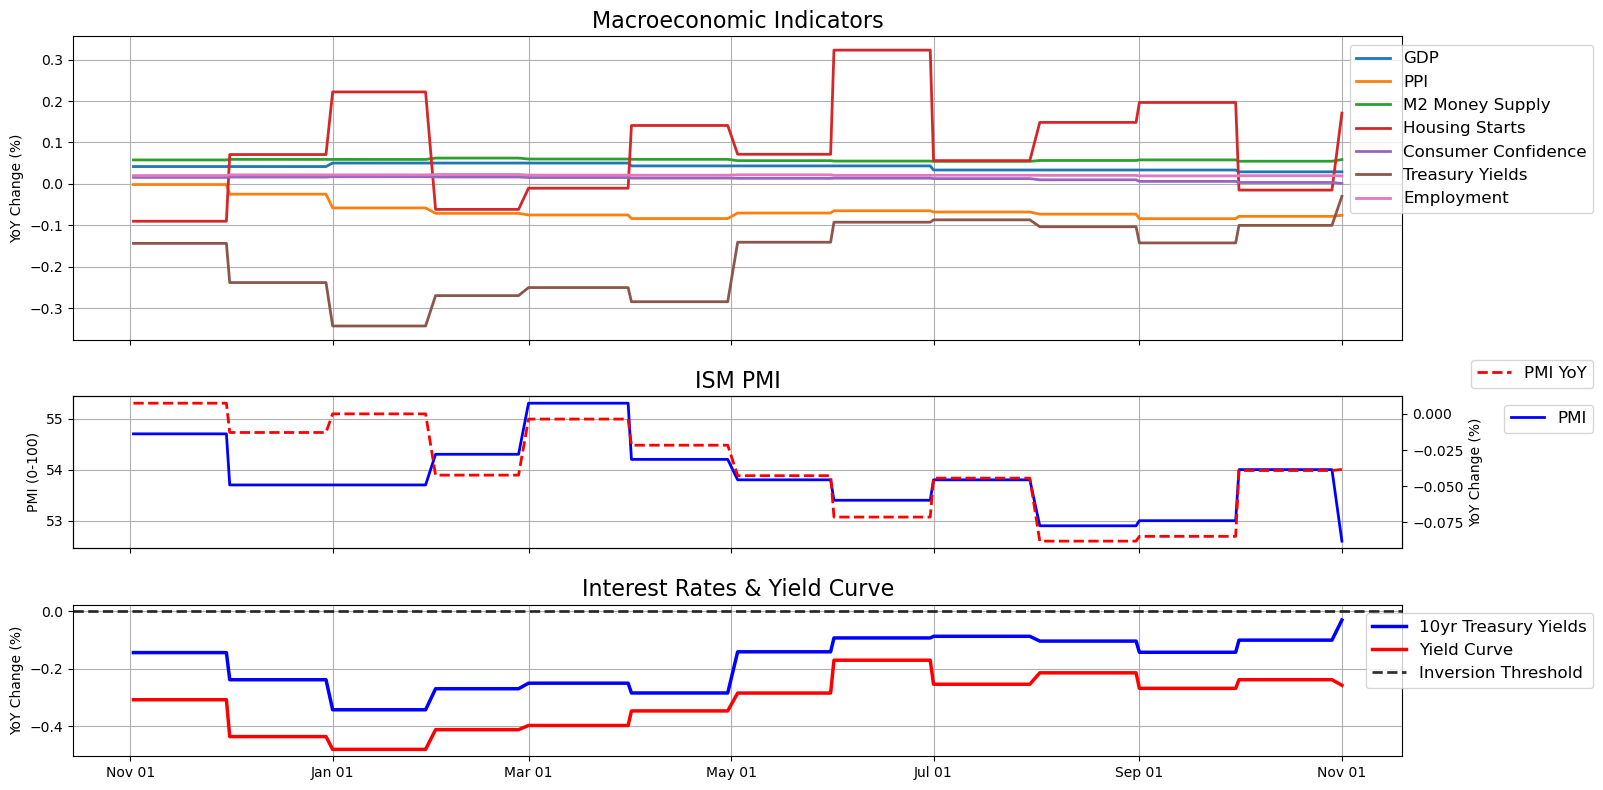 Macroeconomic Indicators
YoY Change (%)
0.3
0.2
0.1
0.0
−0.1
−0.2
−0.3
GDP
PPI
M2 Money Supply
Housing Starts
Consumer Confidence
Treasury Yields
Employment
ISM PMI
PMI (0-100)
55
54
53
0.000
−0.025
−0.050
−0.075
YoY Change (%)
PMI YoY
PMI
Interest Rates & Yield Curve
YoY Change (%)
0.0
−0.2
−0.4
10yr Treasury Yields
Yield Curve
Inversion Threshold
Nov 01
Jan 01
Mar 01
May 01
Jul 01
Sep 01
Nov 01